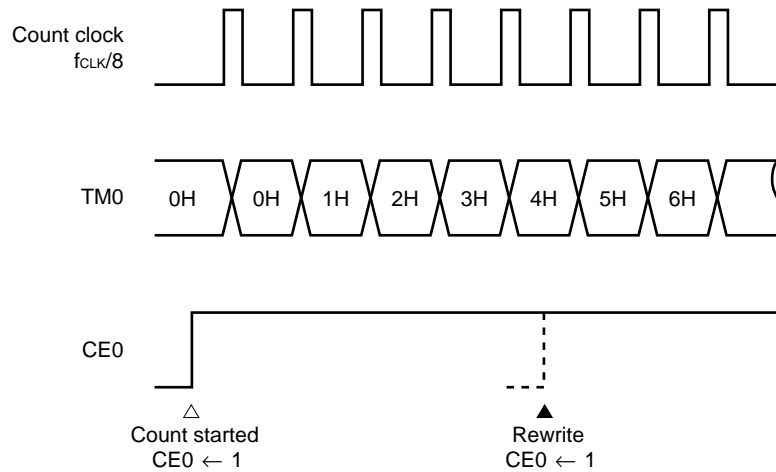 Count clock
fCLK/8
TM0
0H
0H
1H
2H
3H
4H
5H
6H
CE0
Count started
CE0 ← 1
Rewrite
CE0 ← 1